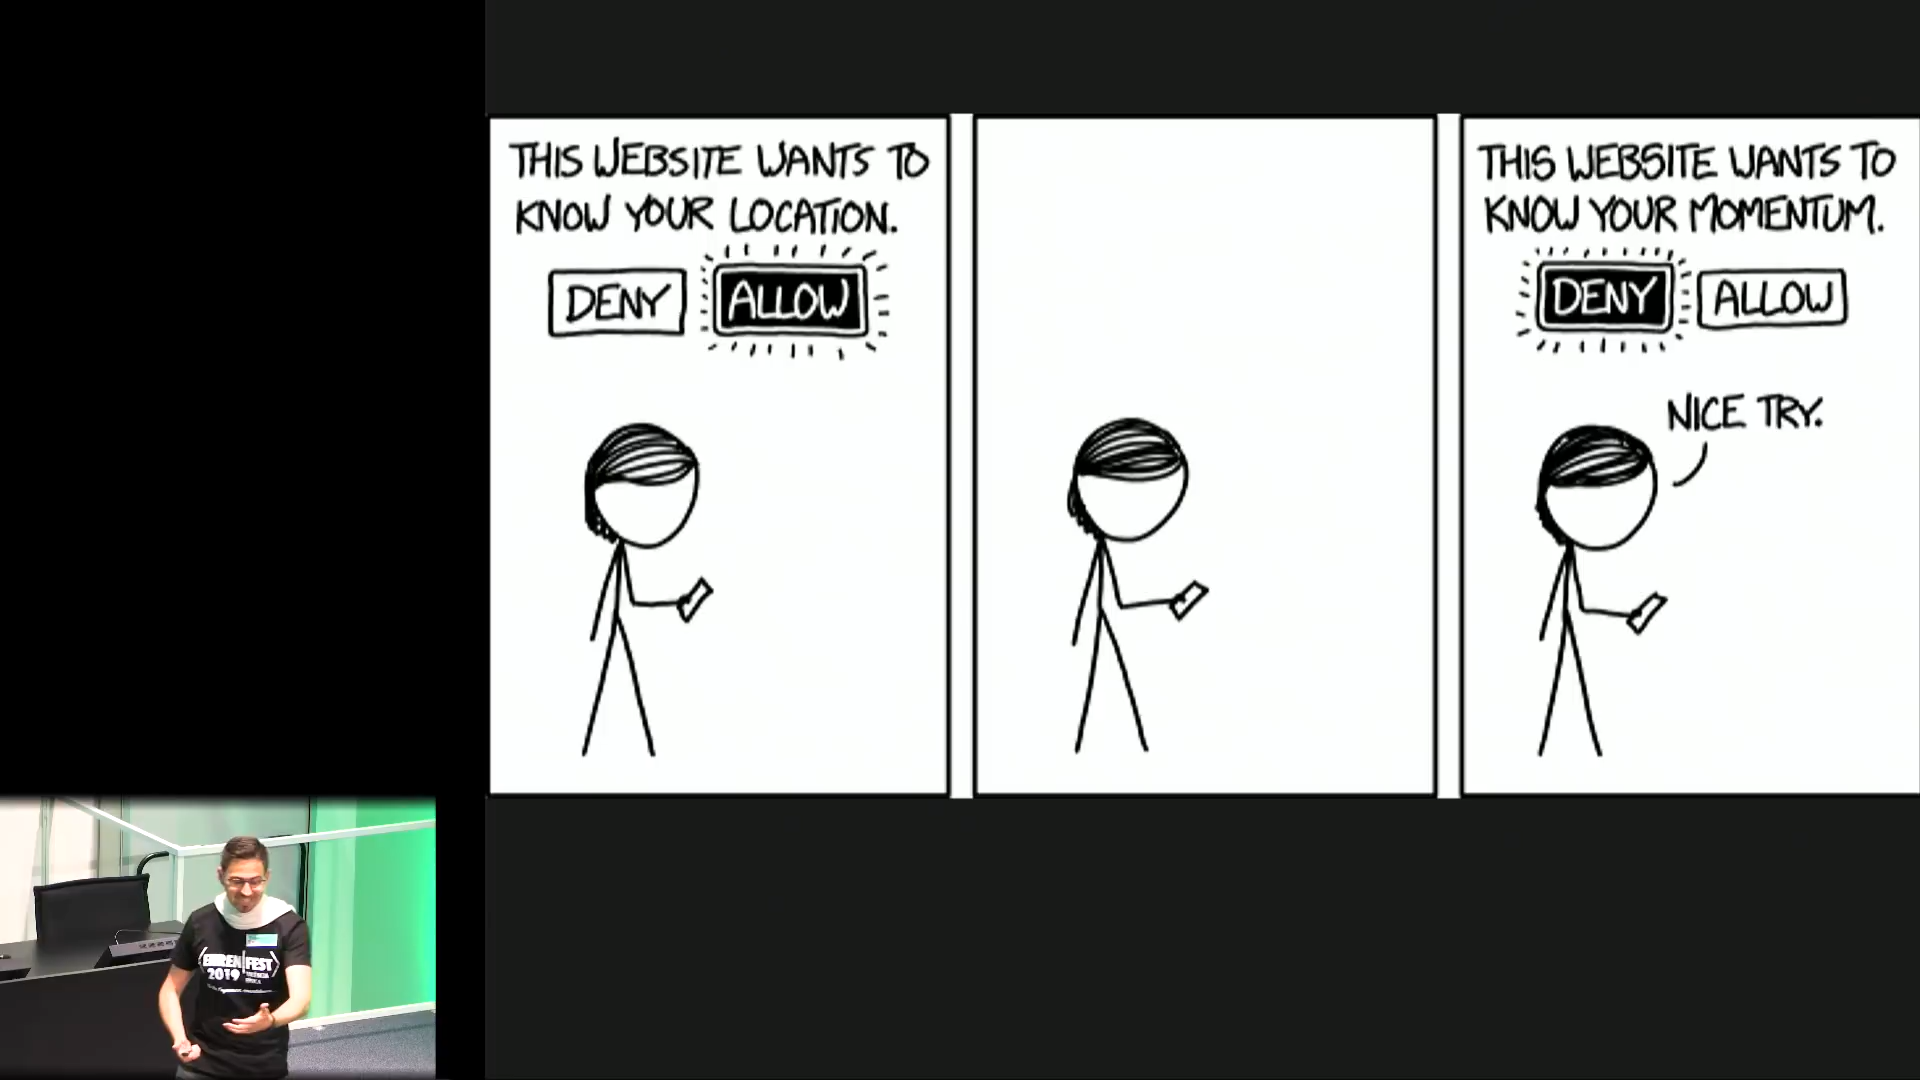 THIS WEBSITE WANTS TO
KNOW YOUR LOCATION.
DENY ALLOW
THIS WEBSITE WANTS TO
KNOW YOUR MOMENTUM.
DENY ALLOW
NICE TRY.
FEST
2019